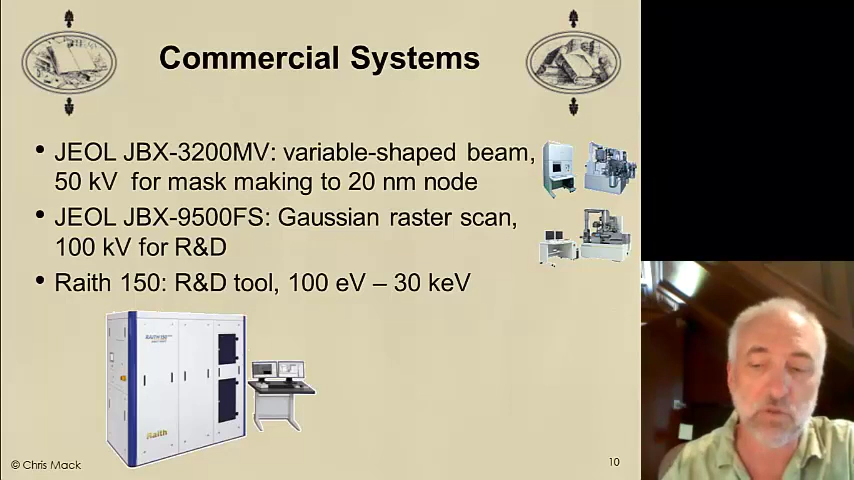 Commercial Systems
• JEOL JBX-3200MV: variable-shaped beam,
50 kV for mask making to 20 nm node
• JEOL JBX-9500FS: Gaussian raster scan,
100 kV for R&D
• Raith 150: R&D tool, 100 eV – 30 keV
Raith
© Chris Mack
10